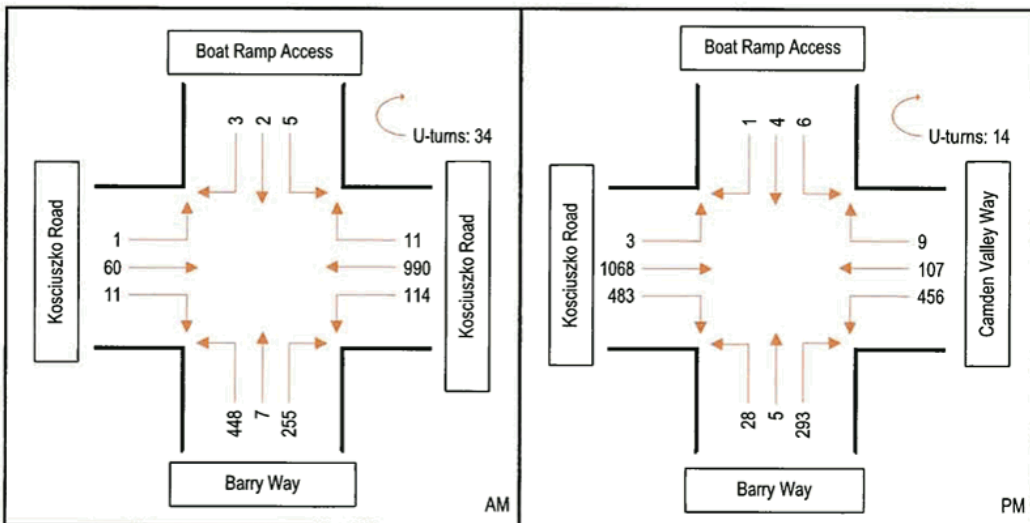 Boat Ramp Access
3 2 5
U-turns: 34
Kosciuszko Road
1
60
11
11
990
114
Kosciuszko Road
448 7 255
Barry Way
AM
Boat Ramp Access
1 4 6
U-turns: 14
Kosciuszko Road
3
1068
483
9
107
456
Camden Valley Way
28 5 293
Barry Way
PM